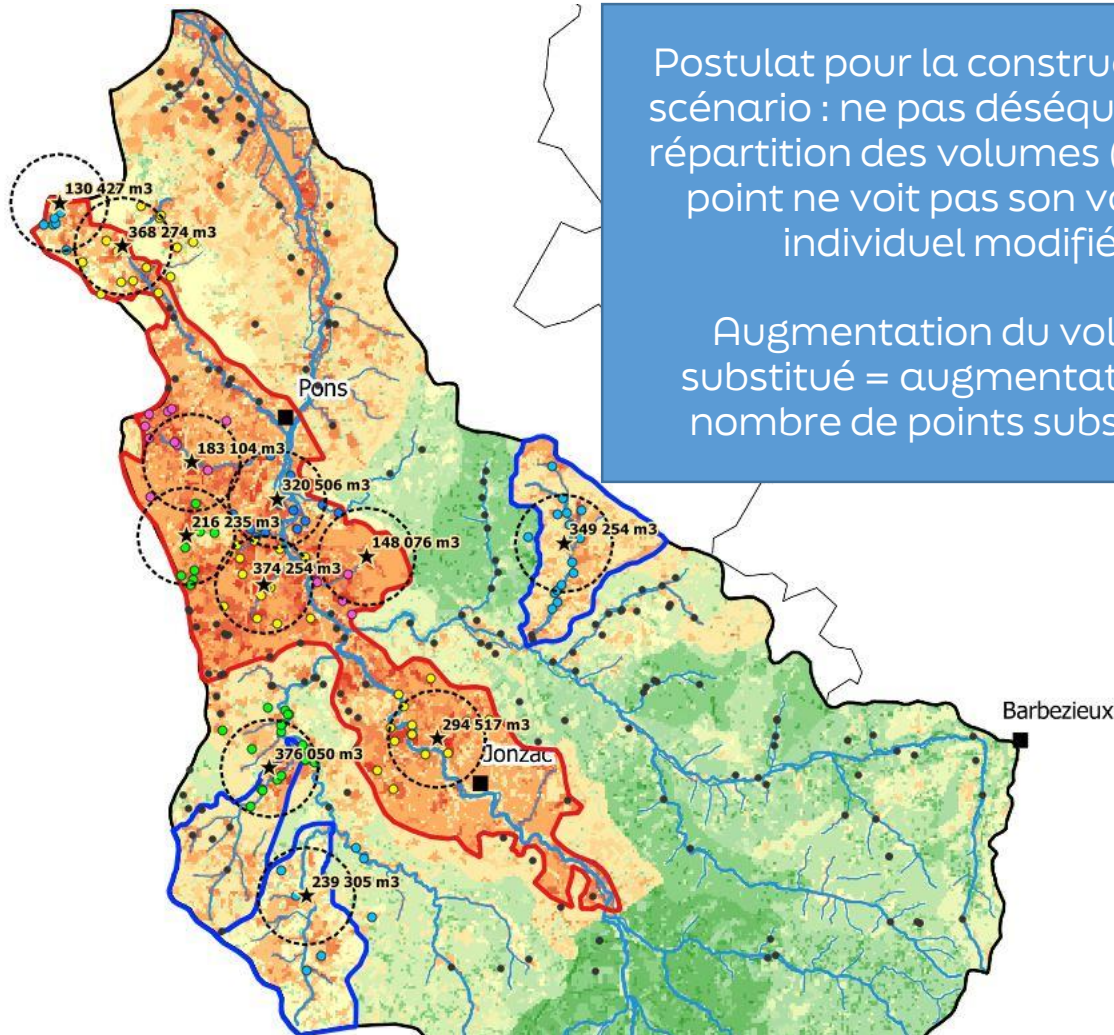 Postulat pour la constru
scénario : ne pas déséqu
répartition des volumes (
point ne voit pas son vo
individuel modifié
Augmentation du vol
substitué = augmentat
nombre de points subs
130 427 m3
368 274 m3
Pons
183 104 m3
320 506 m3
216 235 m3
148 076 m3
349 254 m3
374 254 m3
294 517 m3
Barbezieux
Jonzac
376 050 m3
239 305 m3